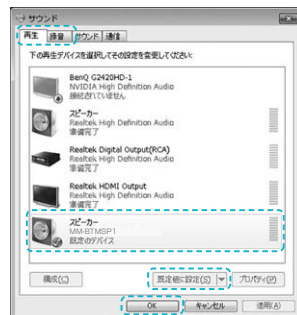 サウンド
再生 録音 サウンド 通信
下の再生デバイスを選択してその設定を変更してください:
BenQ G2420HD-1
NVIDIA High Definition Audio
接続されていません
スピーカー
Realtek High Definition Audio
準備完了
Realtek Digital Output(RCA)
Realtek High Definition Audio
準備完了
Realtek HDMI Output
Realtek High Definition Audio
準備完了
スピーカー
MM-BTMSP1
既定のデバイス
構成(C) 既定値に設定(S) プロパティ(P)
OK キャンセル 適用(A)